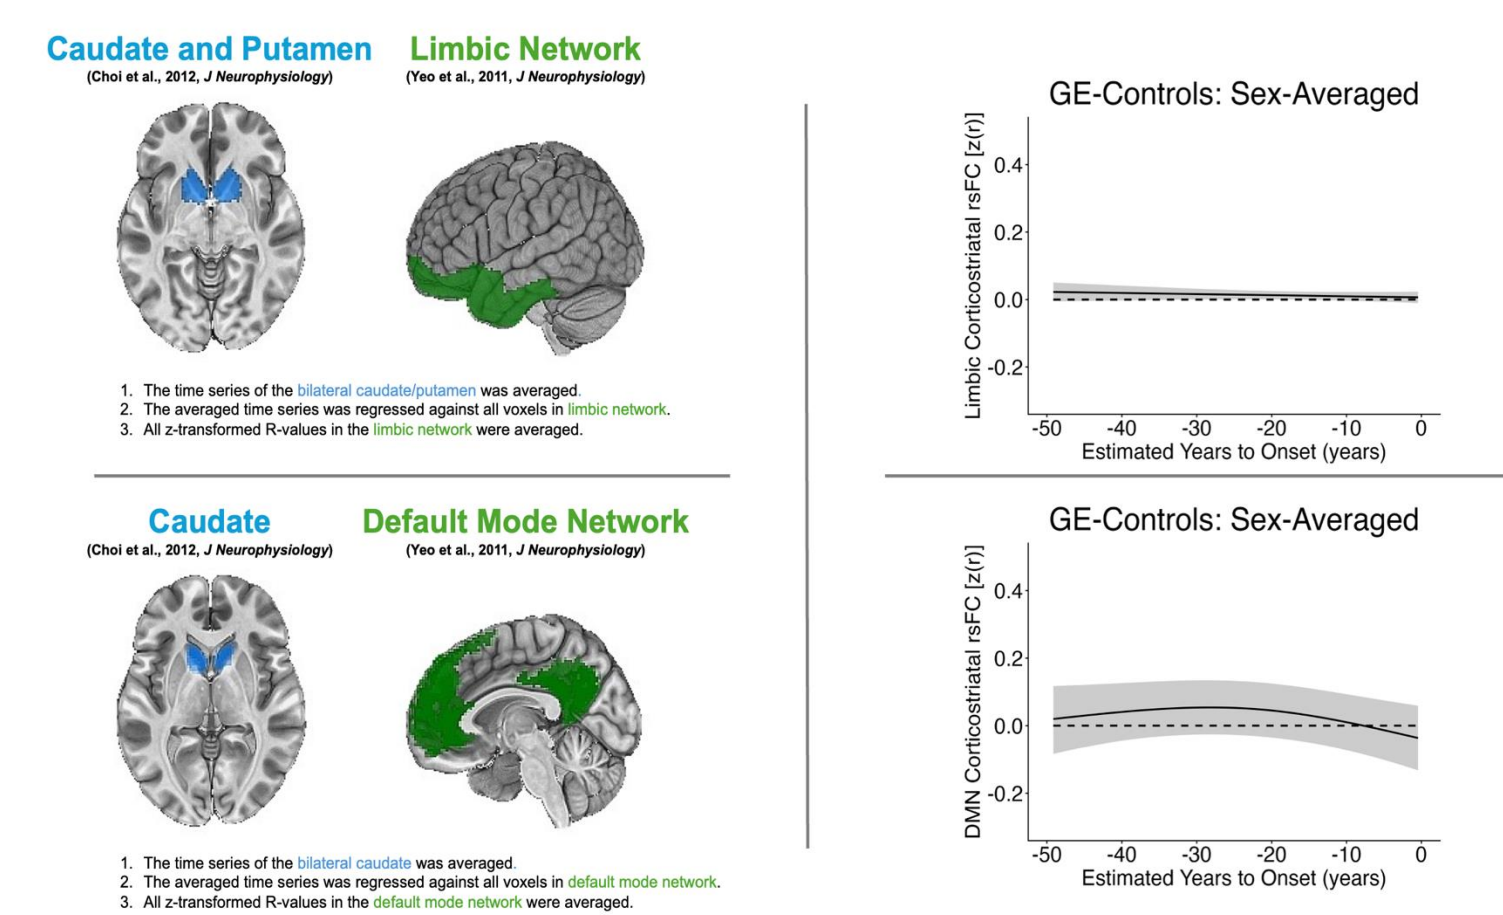 Caudate and Putamen
(Choi et al., 2012, J Neurophysiology)
Limbic Network
(Yeo et al., 2011, J Neurophysiology)
1. The time series of the bilateral caudate/putamen was averaged.
2. The averaged time series was regressed against all voxels in limbic network.
3. All z-transformed R-values in the limbic network were averaged.
GE-Controls: Sex-Averaged
Limbic Corticostriatal rsFC [z(r)]
0.4
0.2
0.0
-0.2
-50 -40 -30 -20 -10 0
Estimated Years to Onset (years)
Caudate
(Choi et al., 2012, J Neurophysiology)
Default Mode Network
(Yeo et al., 2011, J Neurophysiology)
1. The time series of the bilateral caudate was averaged.
2. The averaged time series was regressed against all voxels in default mode network.
3. All z-transformed R-values in the default mode network were averaged.
GE-Controls: Sex-Averaged
DMN Corticostriatal rsFC [z(r)]
0.4
0.2
0.0
-0.2
-50 -40 -30 -20 -10 0
Estimated Years to Onset (years)